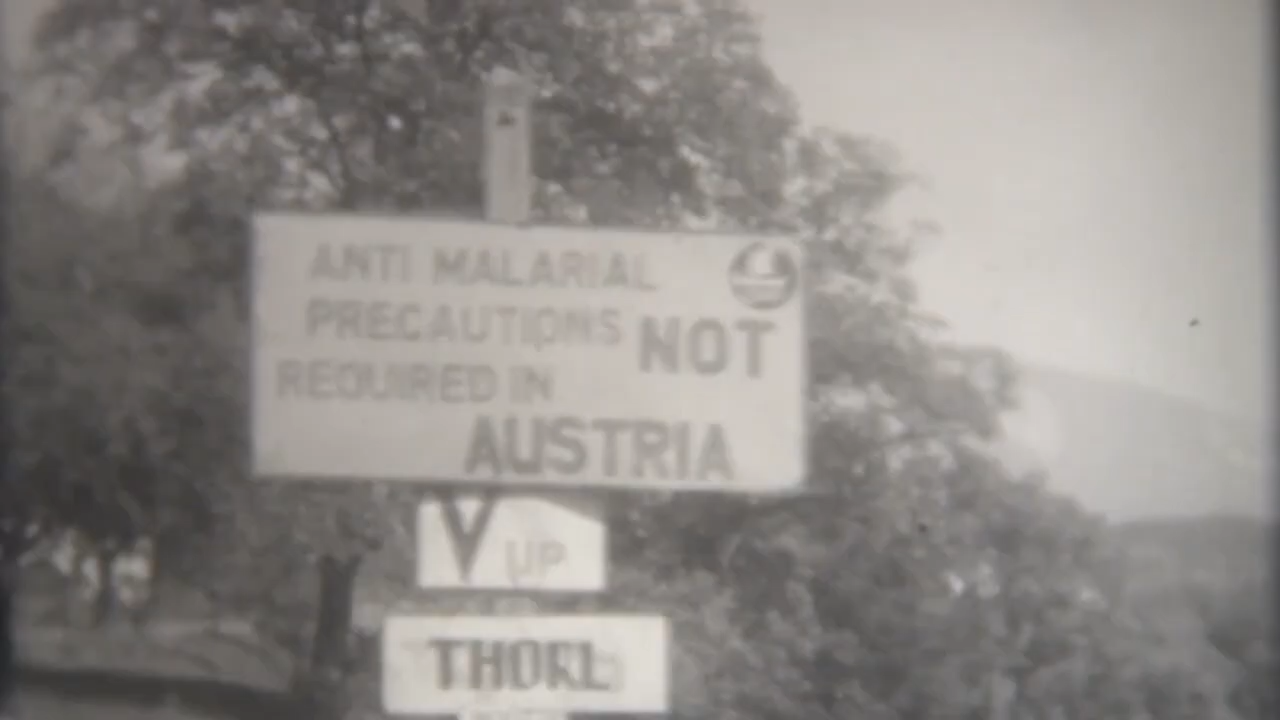 ANTI MALARIAL
PRECAUTIONS NOT
REQUIRED IN
AUSTRIA
V UP
THORL